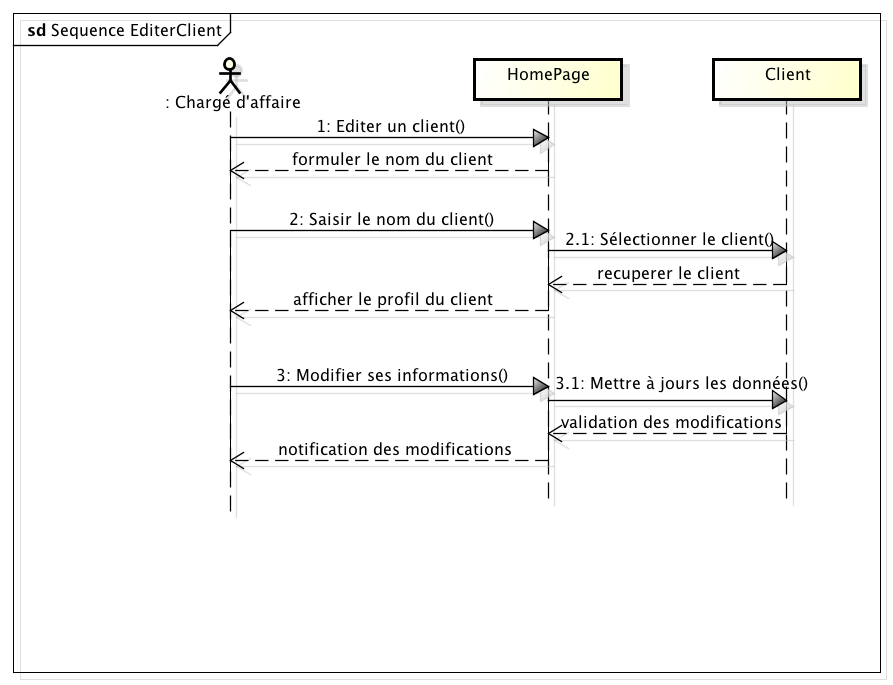 sd Sequence EditerClient
HomePage
Client
: Chargé d'affaire
1: Editer un client()
formuler le nom du client
2: Saisir le nom du client()
2.1: Sélectionner le client()
recuperer le client
afficher le profil du client
3: Modifier ses informations()
3.1: Mettre à jours les données()
validation des modifications
notification des modifications